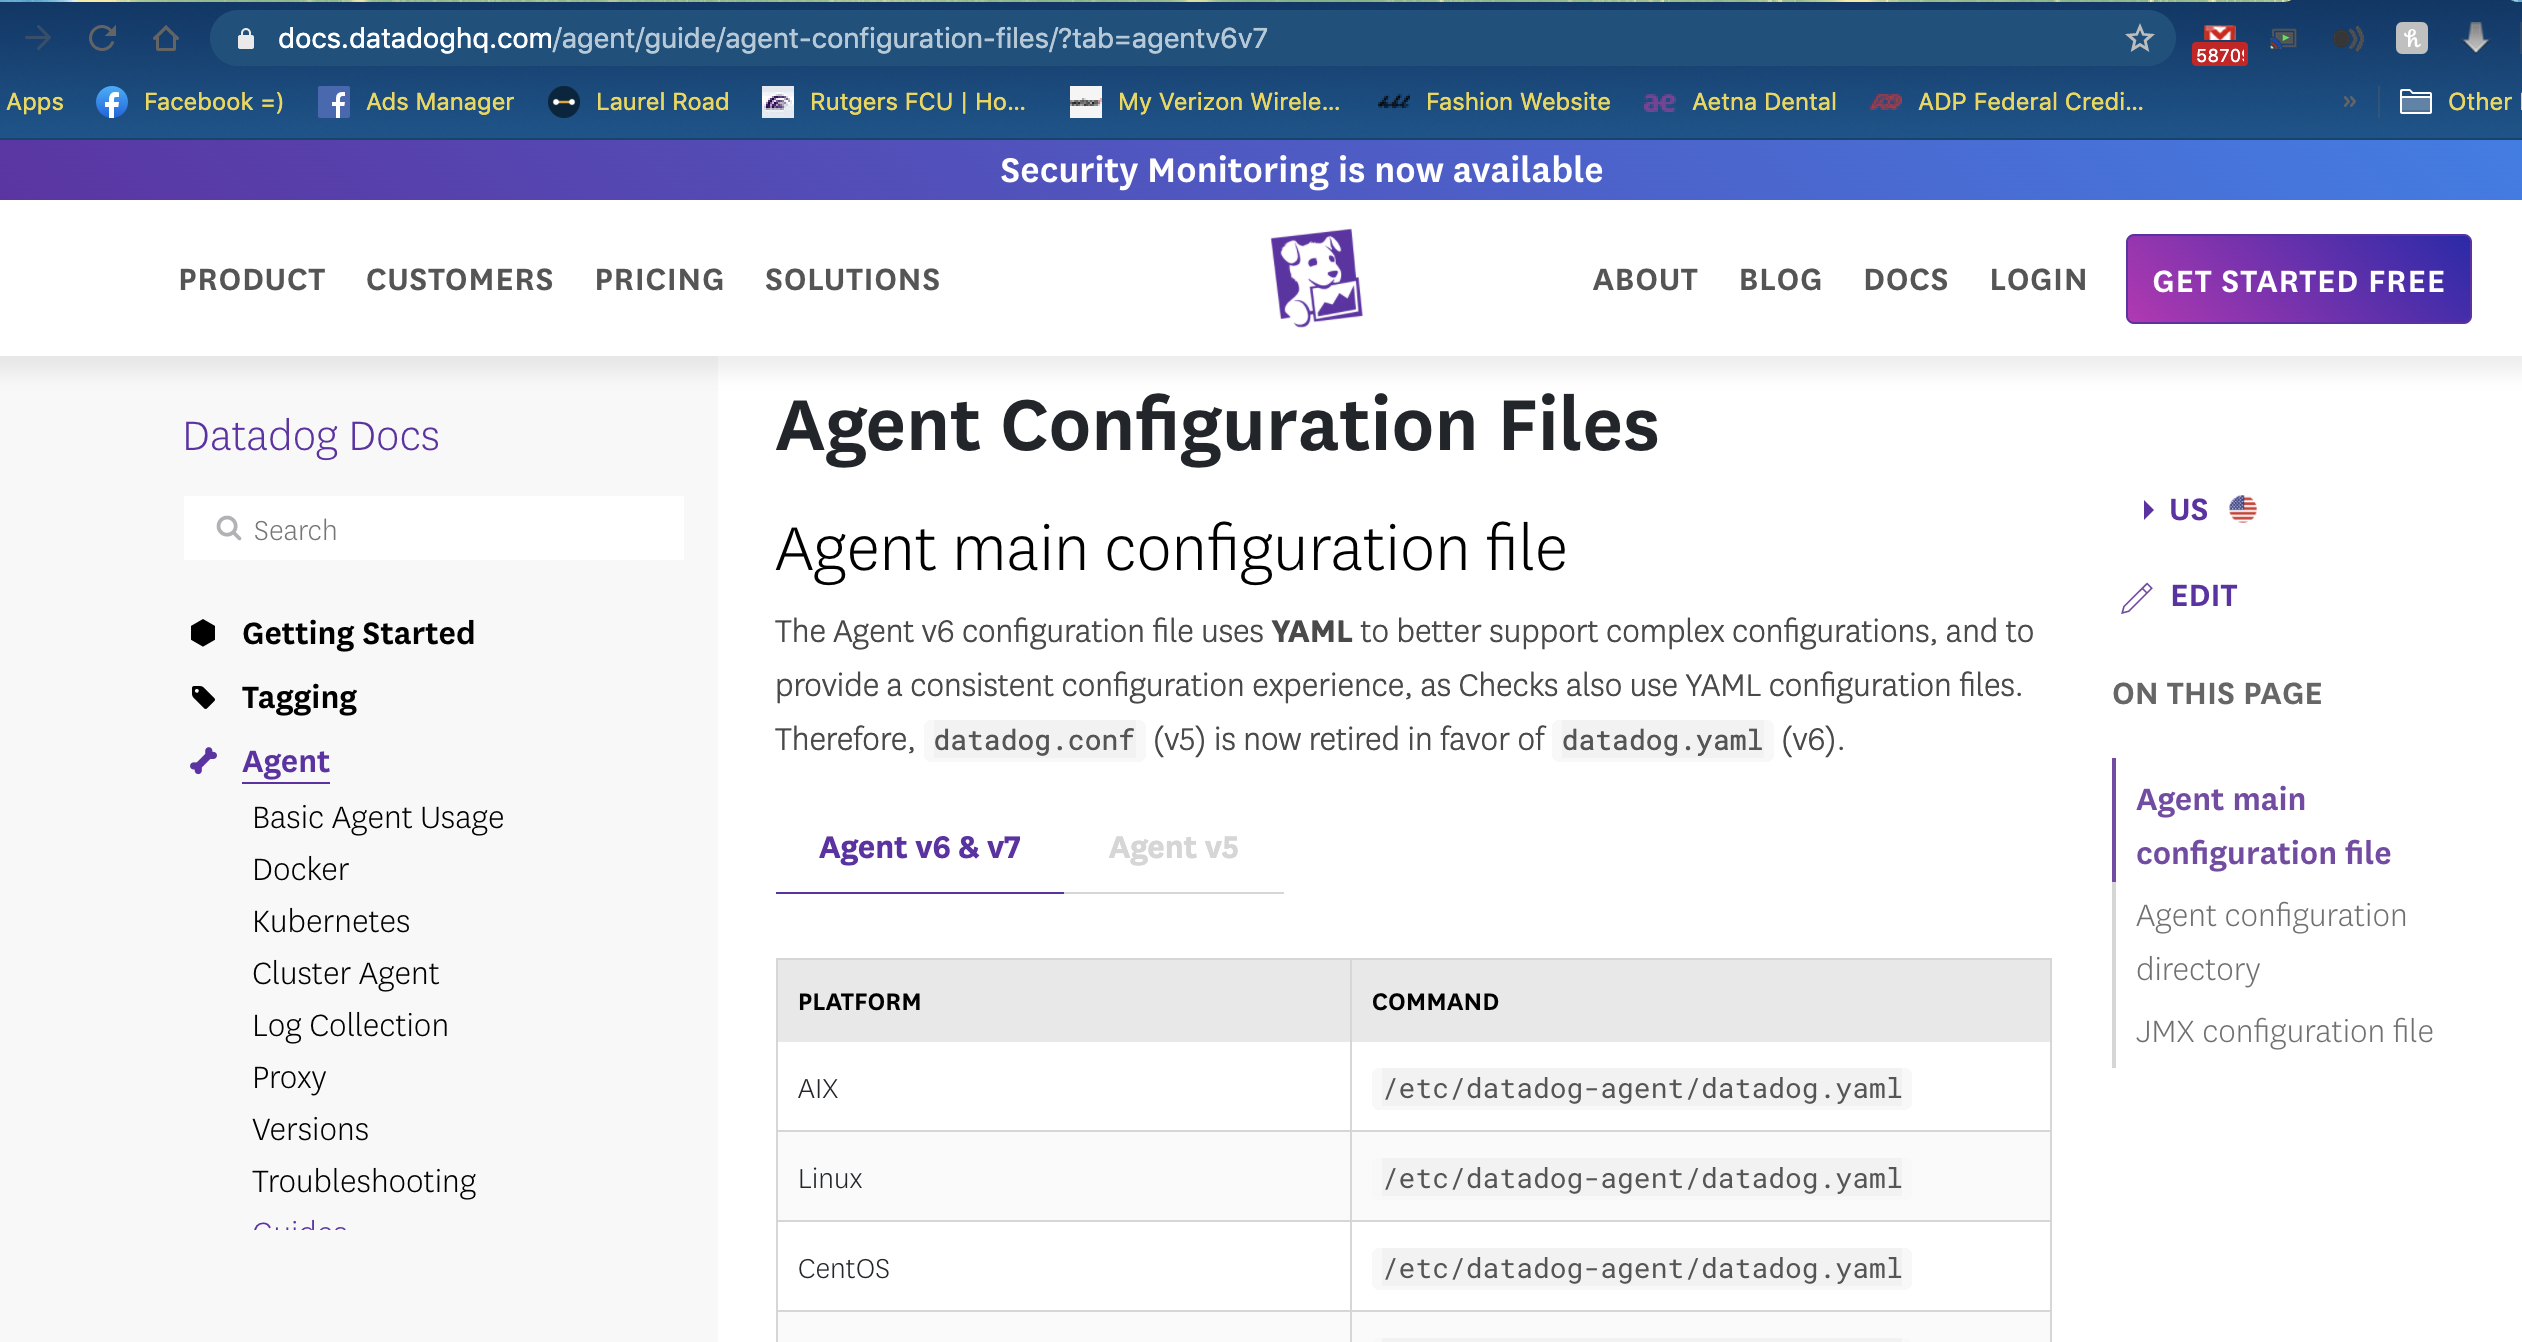 docs.datadoghq.com/agent/guide/agent-configuration-files/?tab=agentv6v7
Apps
Facebook =)
Ads Manager
Laurel Road
Rutgers FCU | Ho...
My Verizon Wirele...
Fashion Website
Aetna Dental
ADP Federal Credi...
»
Other
Security Monitoring is now available
PRODUCT
CUSTOMERS
PRICING
SOLUTIONS
ABOUT
BLOG
DOCS
LOGIN
GET STARTED FREE
Datadog Docs
Search
Getting Started
Tagging
Agent
Basic Agent Usage
Docker
Kubernetes
Cluster Agent
Log Collection
Proxy
Versions
Troubleshooting
Agent Configuration Files
Agent main configuration file
The Agent v6 configuration file uses YAML to better support complex configurations, and to
provide a consistent configuration experience, as Checks also use YAML configuration files.
Therefore, datadog.conf (v5) is now retired in favor of datadog.yaml (v6).
Agent v6 & v7
Agent v5
PLATFORM COMMAND
AIX /etc/datadog-agent/datadog.yaml
Linux /etc/datadog-agent/datadog.yaml
CentOS /etc/datadog-agent/datadog.yaml
US
EDIT
ON THIS PAGE
Agent main
configuration file
Agent configuration
directory
JMX configuration file